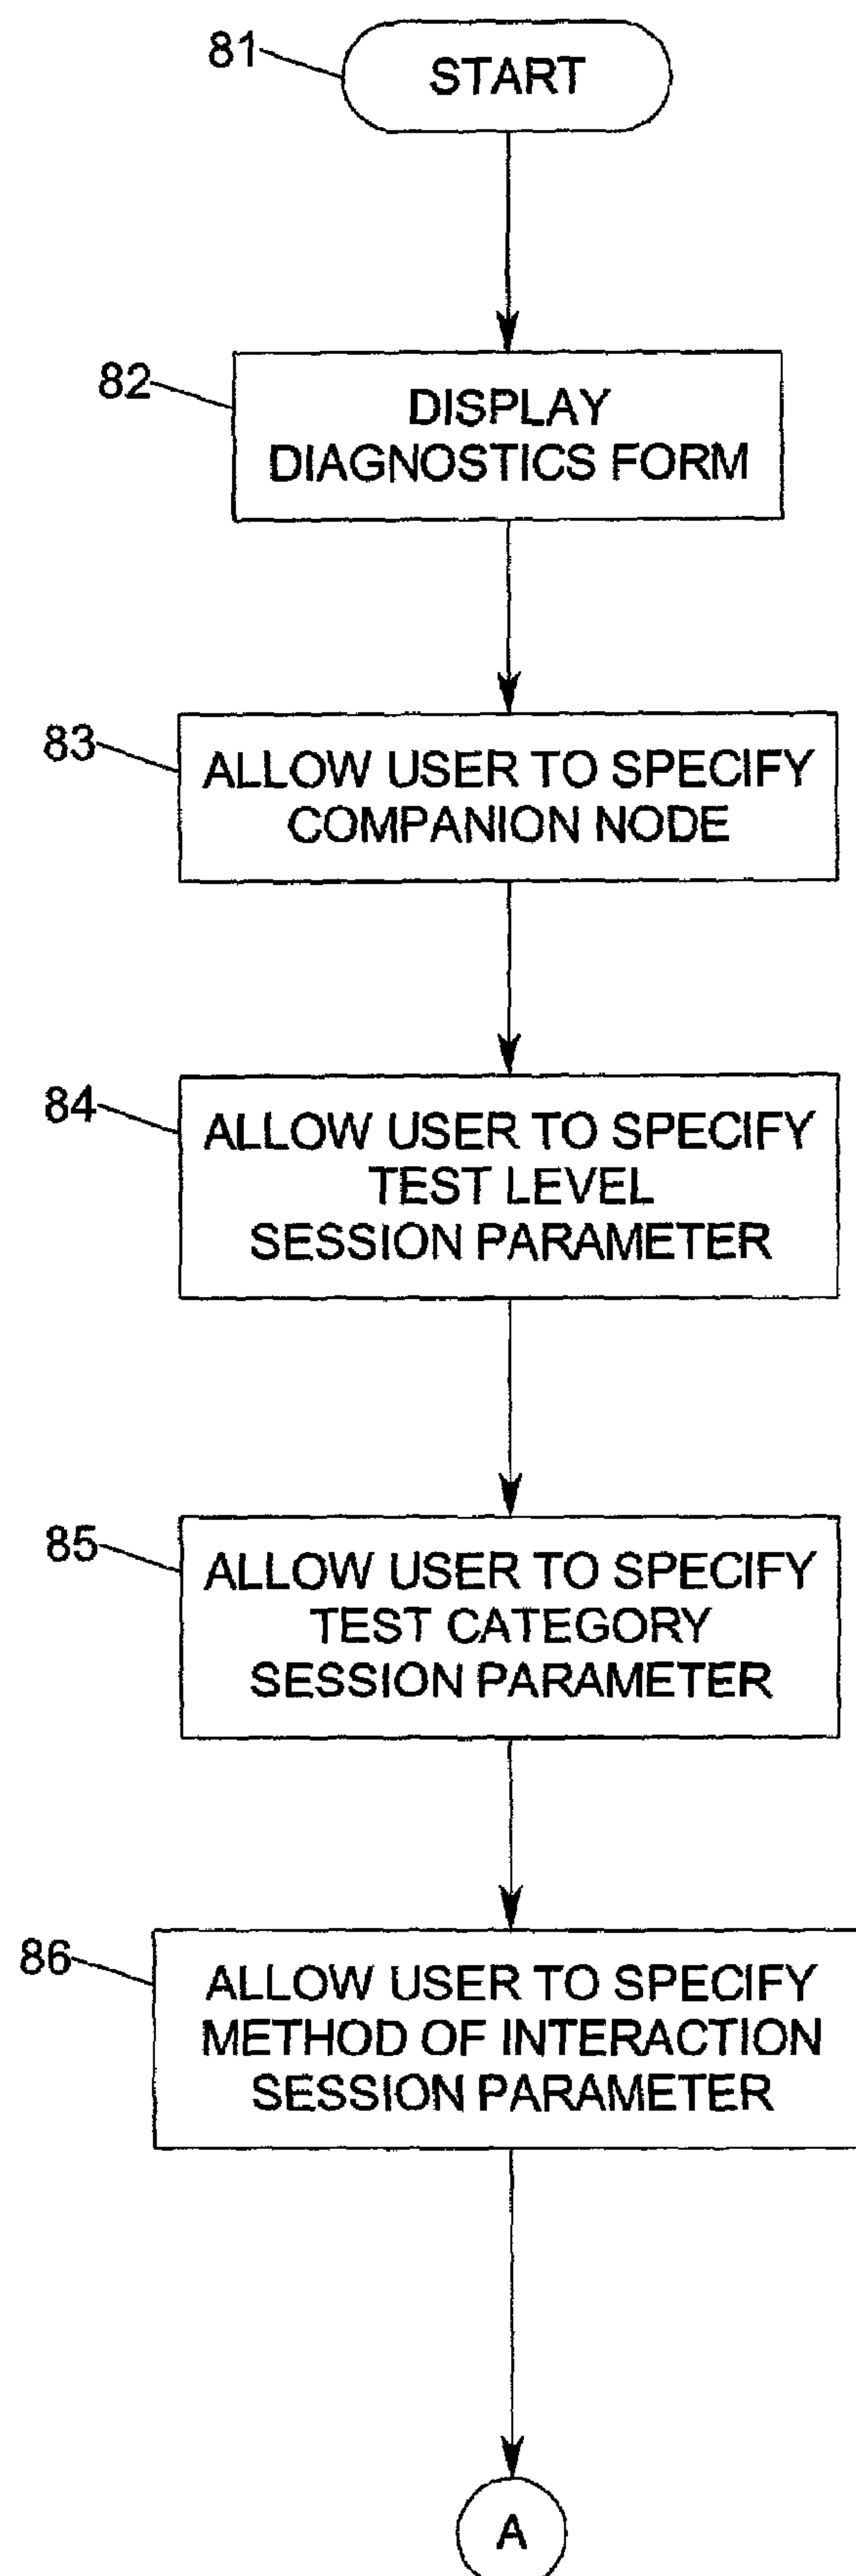 81
START
82
DISPLAY
DIAGNOSTICS FORM
83
ALLOW USER TO SPECIFY
COMPANION NODE
84
ALLOW USER TO SPECIFY
TEST LEVEL
SESSION PARAMETER
85
ALLOW USER TO SPECIFY
TEST CATEGORY
SESSION PARAMETER
86
ALLOW USER TO SPECIFY
METHOD OF INTERACTION
SESSION PARAMETER
A